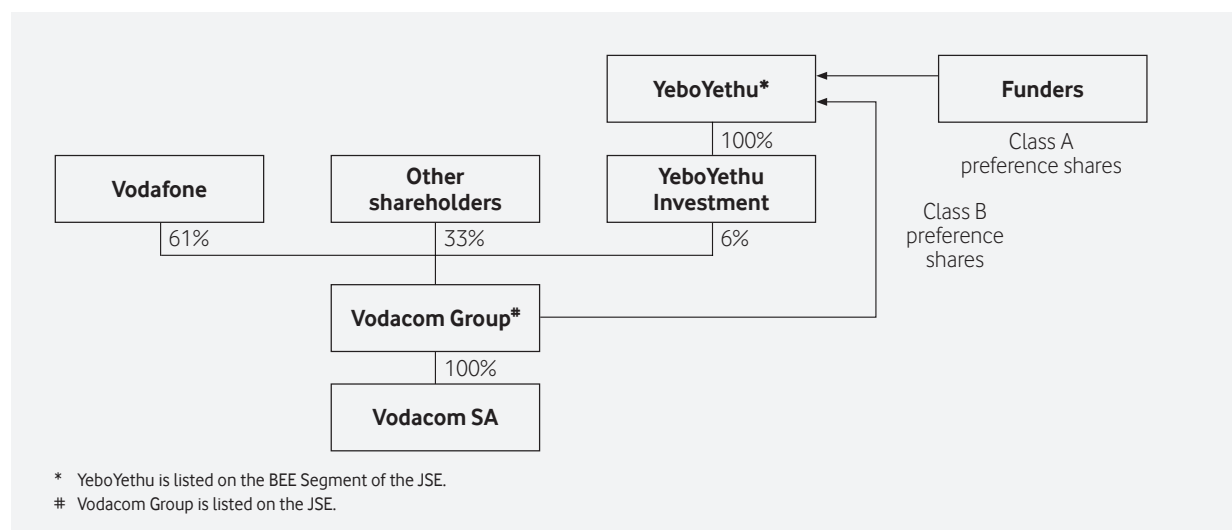 YeboYethu*
Funders
100%
Class A
preference shares
Vodafone
Other
shareholders
YeboYethu
Investment
Class B
preference
shares
61%
33%
6%
Vodacom Group#
100%
Vodacom SA
* YeboYethu is listed on the BEE Segment of the JSE.
# Vodacom Group is listed on the JSE.